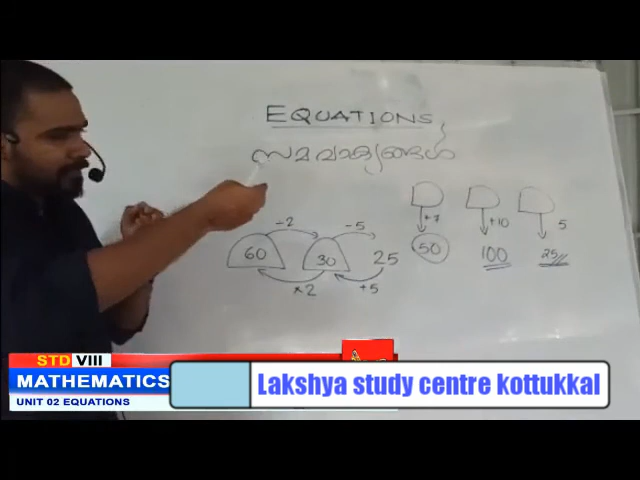 EQUATIONS
സമവാക്യങ്ങൾ
+7 +10 5
50 100 25
-2 -5
60 30 25
×2 +5
STD VIII
MATHEMATICS
UNIT 02 EQUATIONS
Lakshya study centre kottukkal